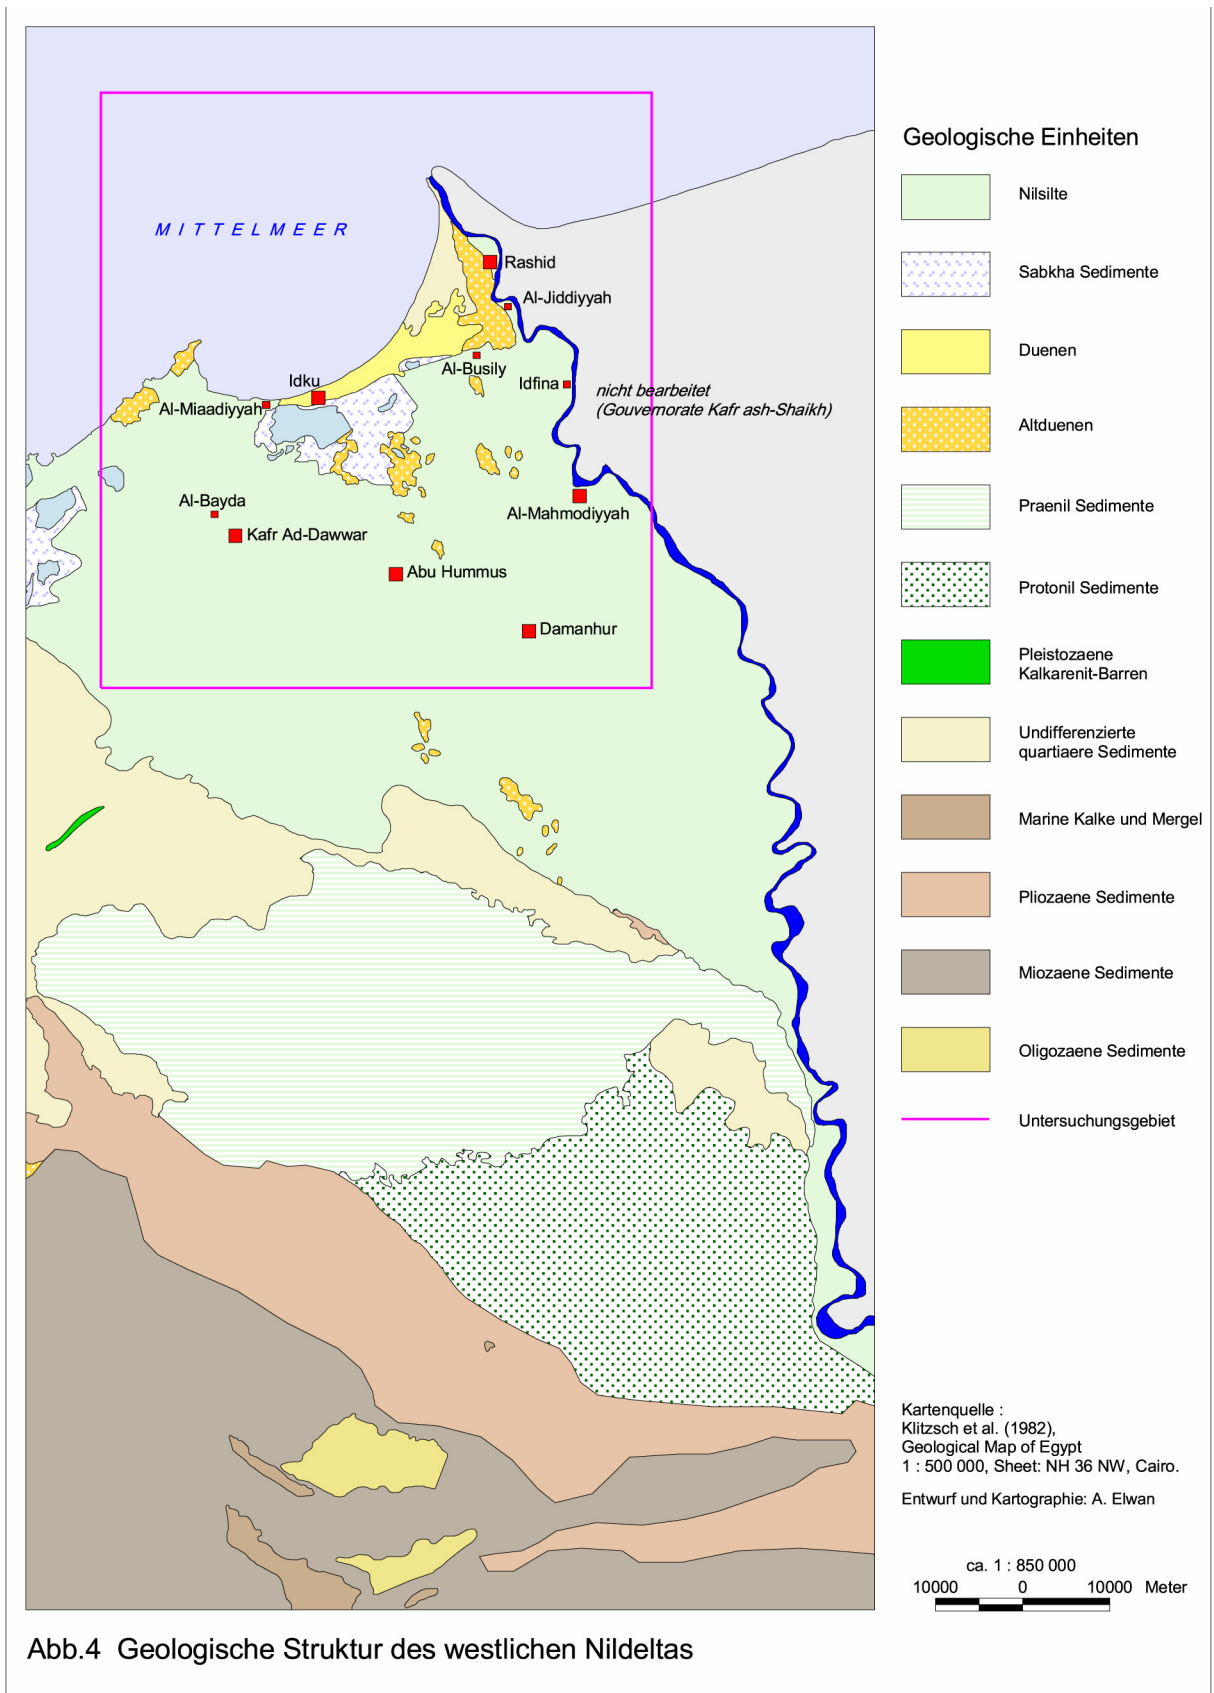 MITTELMEER
Rashid
Al-Jiddiyyah
Al-Busily
Idfina
Idku
Al-Miaadiyyah
nicht bearbeitet
(Gouvernorate Kafr ash-Shaikh)
Al-Bayda
Kafr Ad-Dawwar
Al-Mahmodiyyah
Abu Hummus
Damanhur
Geologische Einheiten
Nilsilte
Sabkha Sedimente
Duenen
Altduenen
Praenil Sedimente
Protonil Sedimente
Pleistozaene
Kalkarenit-Barren
Undifferenzierte
quartiaere Sedimente
Marine Kalke und Mergel
Pliozaene Sedimente
Miozaene Sedimente
Oligozaene Sedimente
Untersuchungsgebiet
Kartenquelle :
Klitzsch et al. (1982),
Geological Map of Egypt
1 : 500 000, Sheet: NH 36 NW, Cairo.
Entwurf und Kartographie: A. Elwan
ca. 1 : 850 000
10000 0 10000 Meter
Abb.4 Geologische Struktur des westlichen Nildeltas